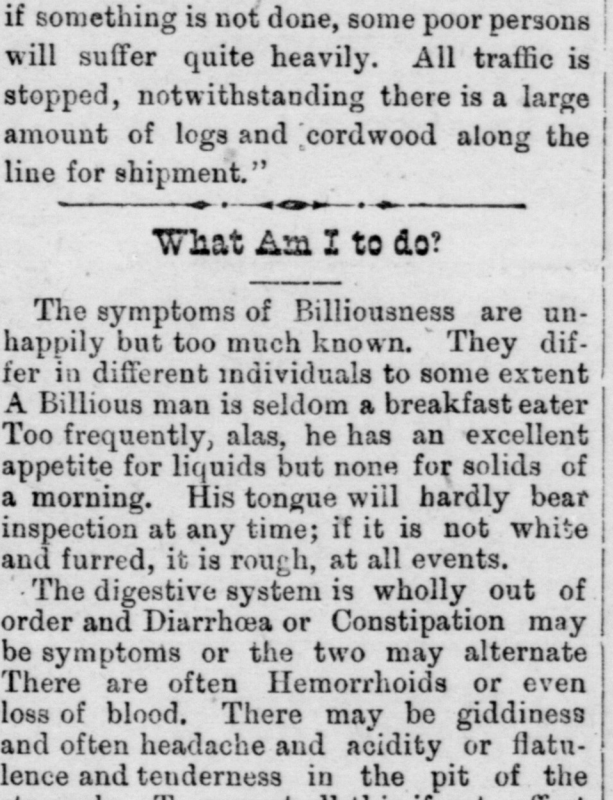 if something is not done, some poor persons
will suffer quite heavily. All traffic is
stopped, notwithstanding there is a large
amount of logs and cordwood along the
line for shipment."
What Am I to do?
The symptoms of Billiousness are un-
happily but too much known. They dif-
fer in different individuals to some extent
A Billious man is seldom a breakfast eater
Too frequently, alas, he has an excellent
appetite for liquids but none for solids of
a morning. His tongue will hardly bear
inspection at any time; if it is not white
and furred, it is rough, at all events.
The digestive system is wholly out of
order and Diarrhœa or Constipation may
be symptoms or the two may alternate
There are often Hemorrhoids or even
loss of blood. There may be giddiness
and often headache and acidity or flatu-
lence and tenderness in the pit of the